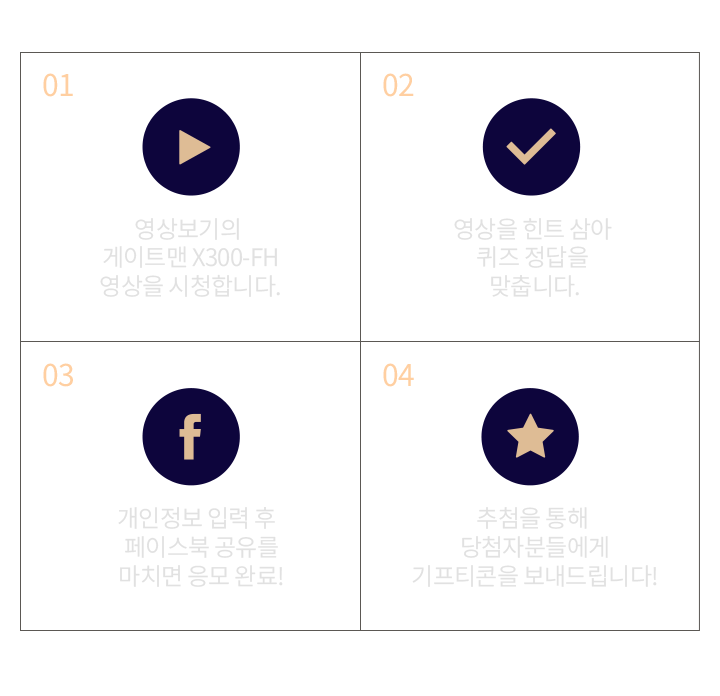 01
영상보기의
게이트맨 X300-FH
영상을 시청합니다.
02
영상을 힌트 삼아
퀴즈 정답을
맞춥니다.
03
개인정보 입력 후
페이스북 공유를
마치면 응모 완료!
04
추첨을 통해
당첨자분들에게
기프티콘을 보내드립니다!